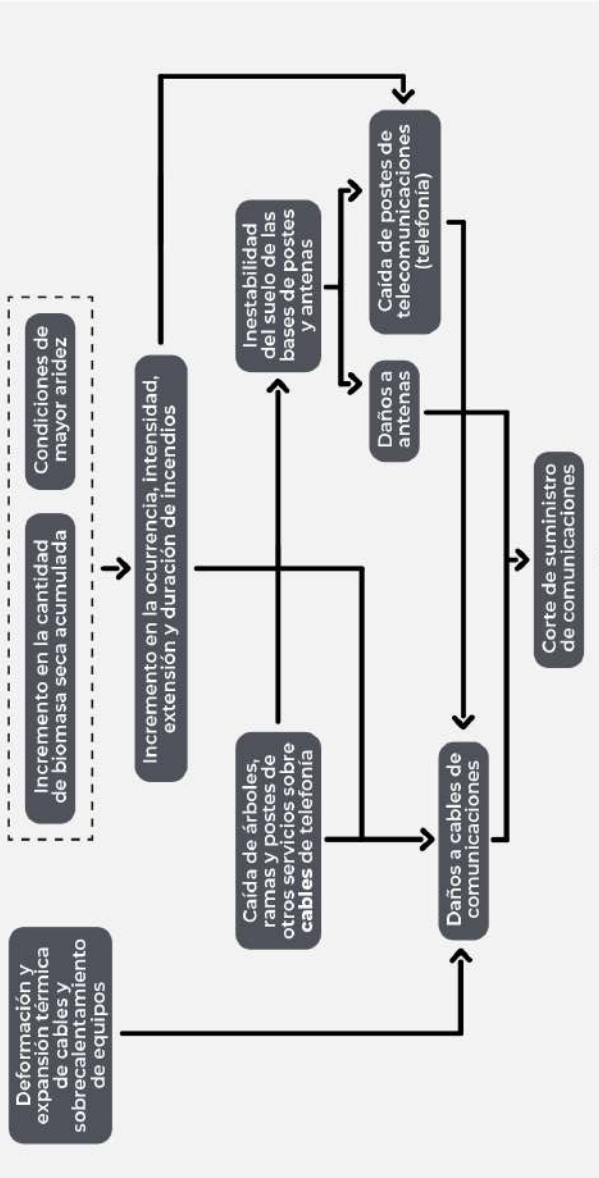 Deformación y
expansión térmica
de cables y
sobrecalentamiento
de equipos
Incremento en la cantidad
de biomasa seca acumulada
Condiciones de
mayor aridez
Incremento en la ocurrencia, intensidad,
extensión y duración de incendios
Caída de árboles,
ramas y postes de
otros servicios sobre
cables de telefonía
Inestabilidad
del suelo de las
bases de postes
y antenas
Daños a
antenas
Caída de postes de
telecomunicaciones
(telefonía)
Daños a cables de
comunicaciones
Corte de suministro
de comunicaciones